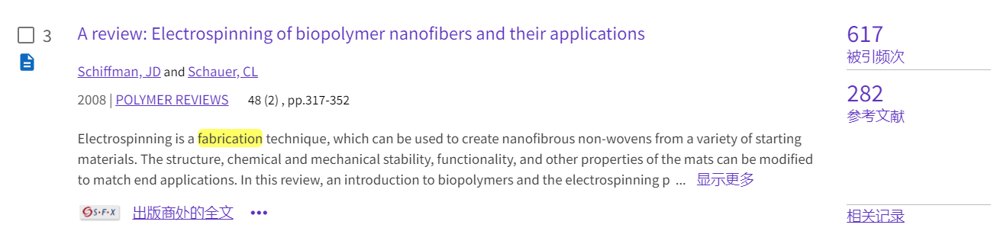 3
A review: Electrospinning of biopolymer nanofibers and their applications
Schiffman, JD and Schauer, CL
2008 | POLYMER REVIEWS 48 (2) , pp.317-352
Electrospinning is a fabrication technique, which can be used to create nanofibrous non-wovens from a variety of starting
materials. The structure, chemical and mechanical stability, functionality, and other properties of the mats can be modified
to match end applications. In this review, an introduction to biopolymers and the electrospinning p ... 显示更多
S·F·X 出版商处的全文 •••
617
被引频次
282
参考文献
相关记录